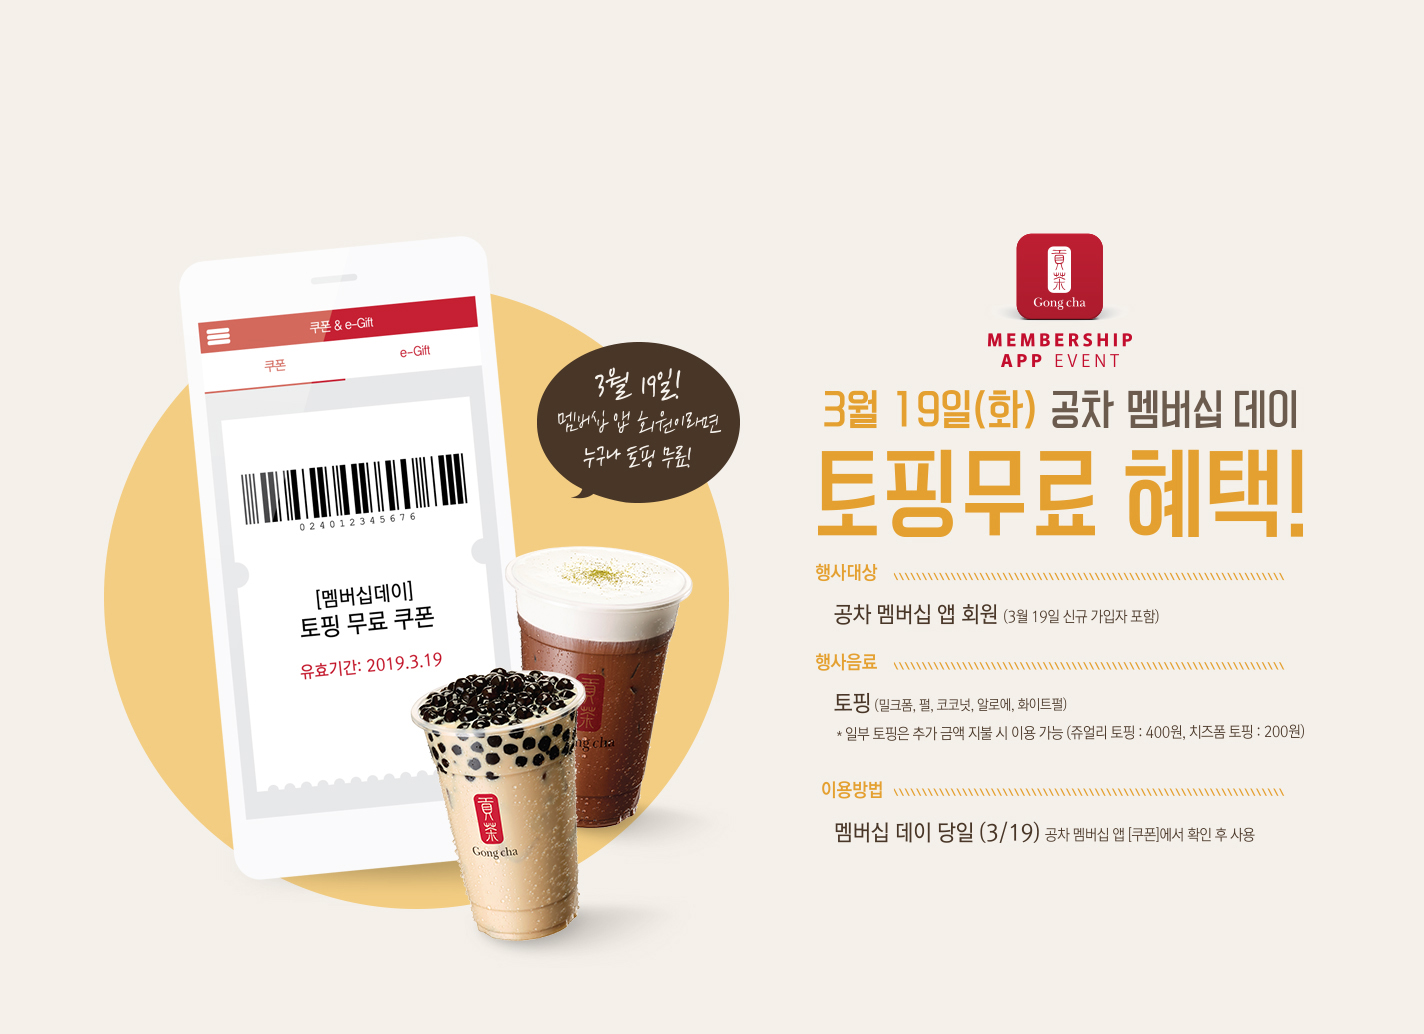 쿠폰 & e-Gift
쿠폰
e-Gift
024012345676
[멤버십데이]
토핑 무료 쿠폰
유효기간: 2019.3.19
3월 19일!
멤버십 앱 회원이라면
누구나 토핑 무료!
貢茶
Gong cha
貢茶
ng cha
貢茶
Gong cha
MEMBERSHIP
APP EVENT
3월 19일(화) 공차 멤버십 데이
토핑무료 혜택!
행사대상
공차 멤버십 앱 회원 (3월 19일 신규 가입자 포함)
행사음료
토핑 (밀크폼, 펄, 코코넛, 알로에, 화이트펄)
* 일부 토핑은 추가 금액 지불 시 이용 가능 (쥬얼리 토핑 : 400원, 치즈폼 토핑 : 200원)
이용방법
멤버십 데이 당일 (3/19) 공차 멤버십 앱 [쿠폰]에서 확인 후 사용